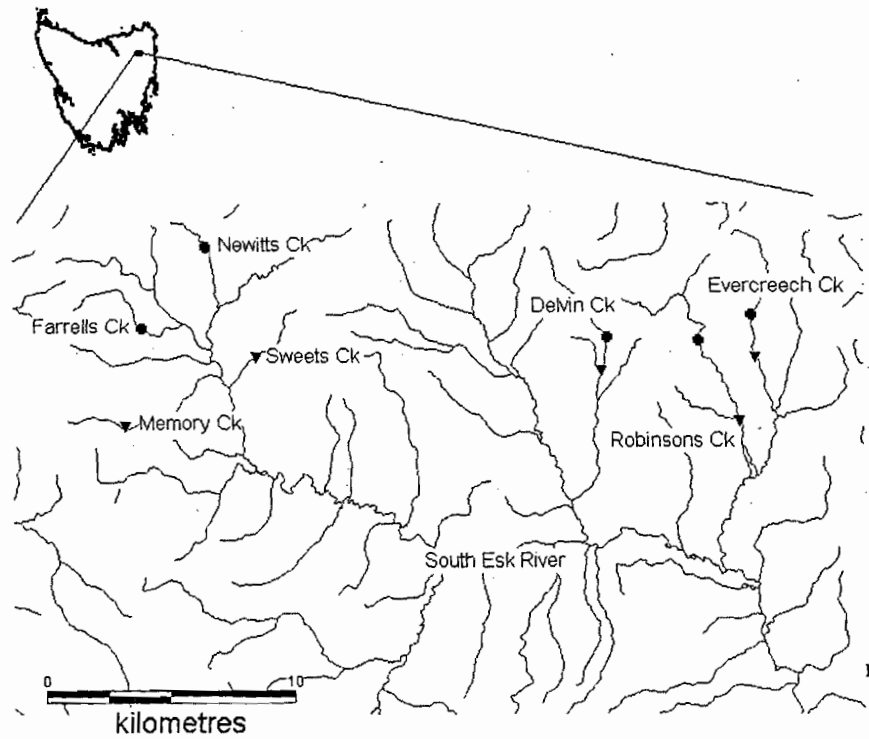 Newitts Ck
Evercreech Ck
Delvin Ck
Farrells Ck
Sweets Ck
Memory Ck
Robinsons Ck
South Esk River
0 10
kilometres